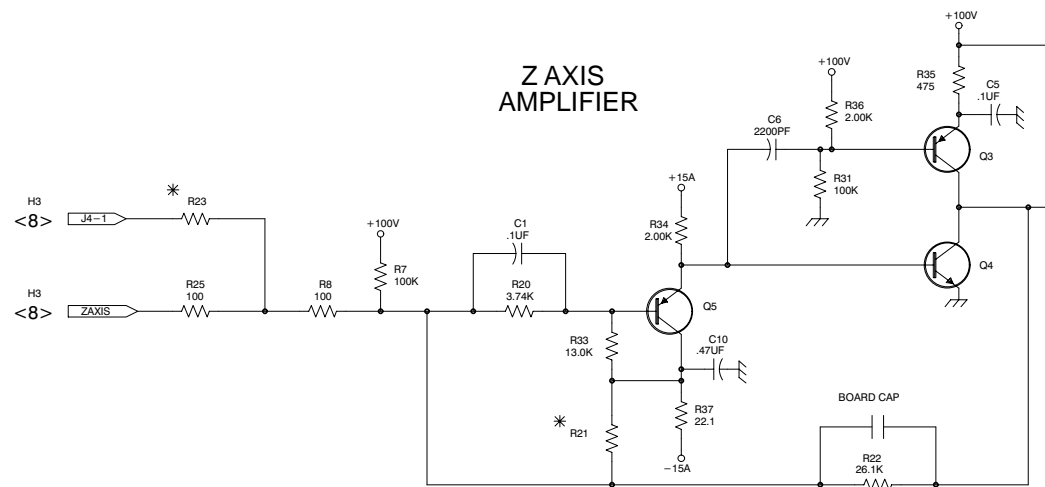 Z AXIS
AMPLIFIER
+100V
R35
475
C5
.1UF
Q3
+100V
R36
2.00K
C6
2200PF
R31
100K
+15A
R34
2.00K
Q4
H3
<8>
J4-1
*
R23
+100V
R7
100K
C1
.1UF
R20
3.74K
H3
<8>
ZAXIS
R25
100
R8
100
Q5
R33
13.0K
C10
.47UF
*
R21
R37
22.1
-15A
BOARD CAP
R22
26.1K